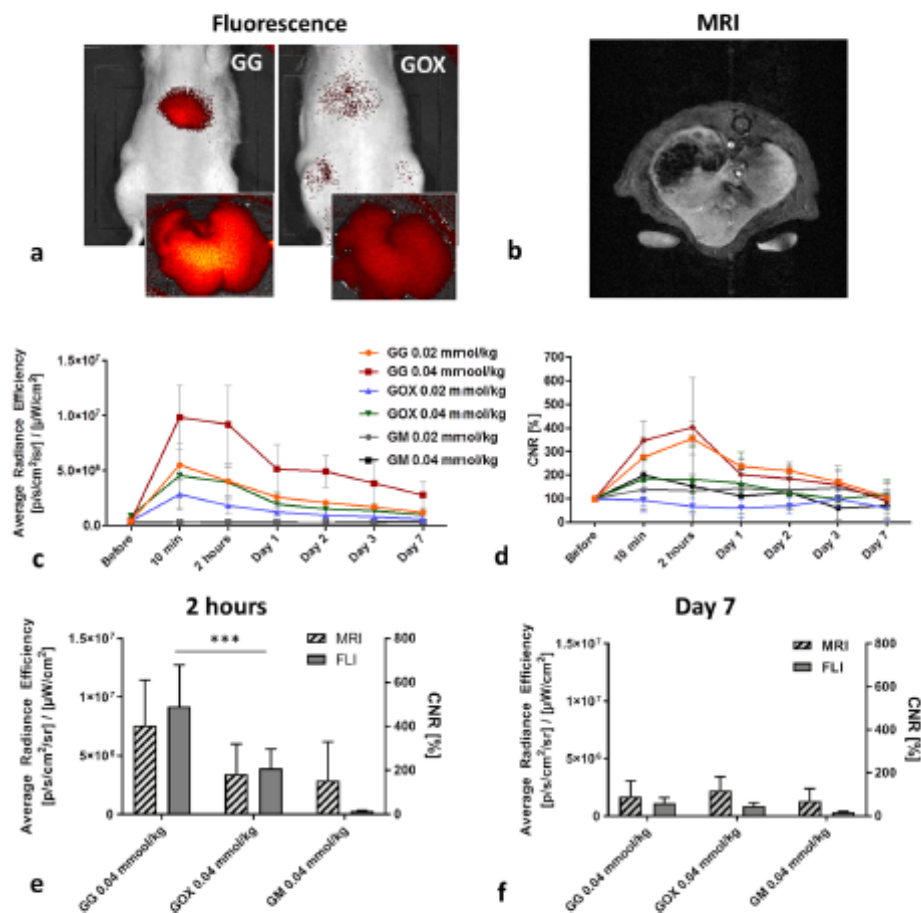 Fluorescence
MRI
GG
GOX
a
b
Average Radiance Efficiency
[p/s/cm²/sr] / [µW/cm²]
1.5×10⁷
1.0×10⁷
0.0
GG 0.02 mmol/kg
GG 0.04 mmool/kg
GOX 0.02 mmol/kg
GOX 0.04 mmol/kg
GM 0.02 mmol/kg
GM 0.04 mmol/kg
Before
10 min
2 hours
Day 1
Day 2
Day 3
Day 7
c
CNR
[%]
700
600
500
400
300
200
100
0
Before
10 min
2 hours
Day 1
Day 2
Day 3
Day 7
d
2 hours
Average Radiance Efficiency
[p/s/cm²/sr] / [µW/cm²]
1.5×10⁷
1×10⁷
5×10⁶
0
***
MRI
FLI
800
600
400
200
0
CNR
[%]
GG 0.04 mmool/kg
GOX 0.04 mmol/kg
GM 0.04 mmol/kg
e
Day 7
Average Radiance Efficiency
[p/s/cm²/sr] / [µW/cm²]
1.5×10⁷
1×10⁷
5×10⁶
0
MRI
FLI
800
600
400
200
0
CNR
[%]
GG 0.04 mmool/kg
GOX 0.04 mmol/kg
GM 0.04 mmol/kg
f